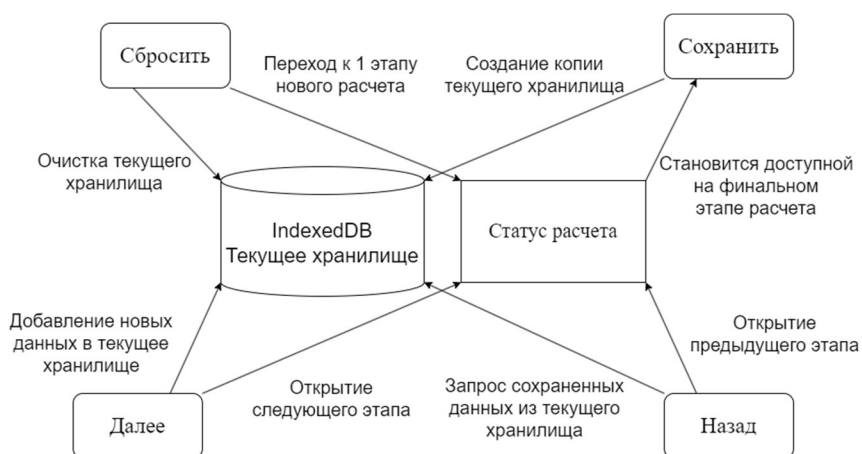 Сбросить
Переход к 1 этапу
нового расчета
Создание копии
текущего хранилища
Сохранить
Очистка текущего
хранилища
Становится доступной
на финальном
этапе расчета
IndexedDB
Текущее хранилище
Статус расчета
Добавление новых
данных в текущее
хранилище
Открытие
предыдущего этапа
Открытие
следующего этапа
Запрос сохраненных
данных из текущего
хранилища
Далее
Назад